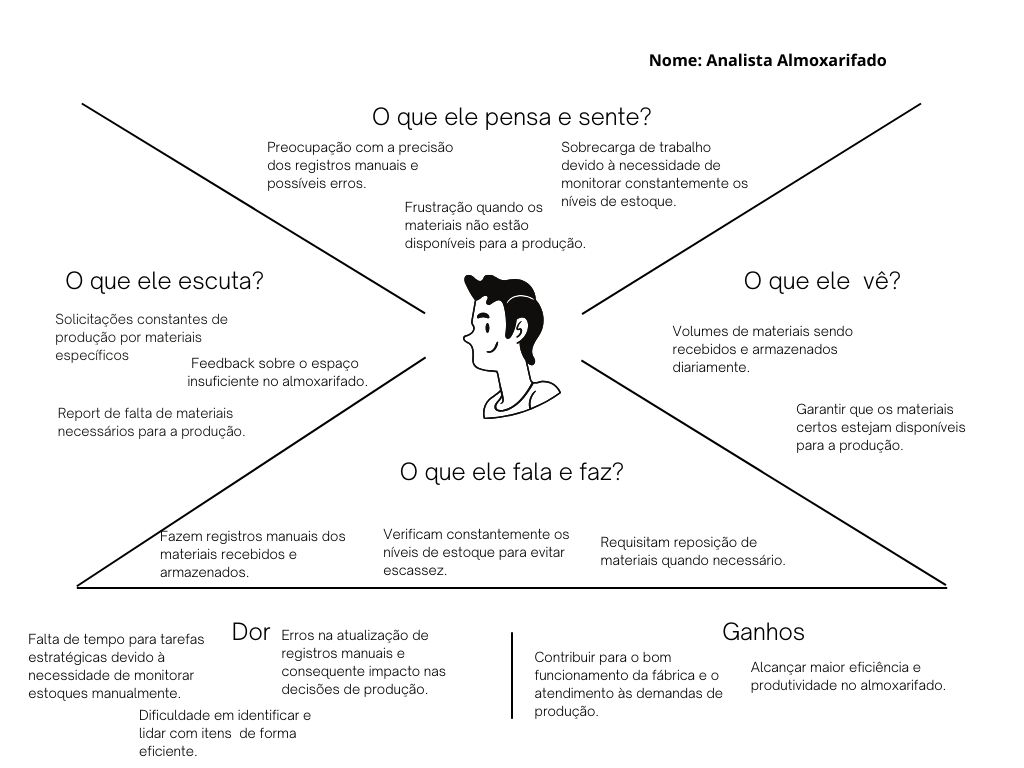 Nome: Analista Almoxarifado
O que ele pensa e sente?
Preocupação com a precisão
dos registros manuais e
possíveis erros.
Sobrecarga de trabalho
devido à necessidade de
monitorar constantemente os
níveis de estoque.
Frustração quando os
materiais não estão
disponíveis para a produção.
O que ele escuta?
Solicitações constantes de
produção por materiais
específicos
Feedback sobre o espaço
insuficiente no almoxarifado.
Report de falta de materiais
necessários para a produção.
O que ele  vê?
Volumes de materiais sendo
recebidos e armazenados
diariamente.
Garantir que os materiais
certos estejam disponíveis
para a produção.
O que ele fala e faz?
Fazem registros manuais dos
materiais recebidos e
armazenados.
Verificam constantemente os
níveis de estoque para evitar
escassez.
Requisitam reposição de
materiais quando necessário.
Dor
Falta de tempo para tarefas
estratégicas devido à
necessidade de monitorar
estoques manualmente.
Erros na atualização de
registros manuais e
consequente impacto nas
decisões de produção.
Dificuldade em identificar e
lidar com itens  de forma
eficiente.
Ganhos
Contribuir para o bom
funcionamento da fábrica e o
atendimento às demandas de
produção.
Alcançar maior eficiência e
produtividade no almoxarifado.